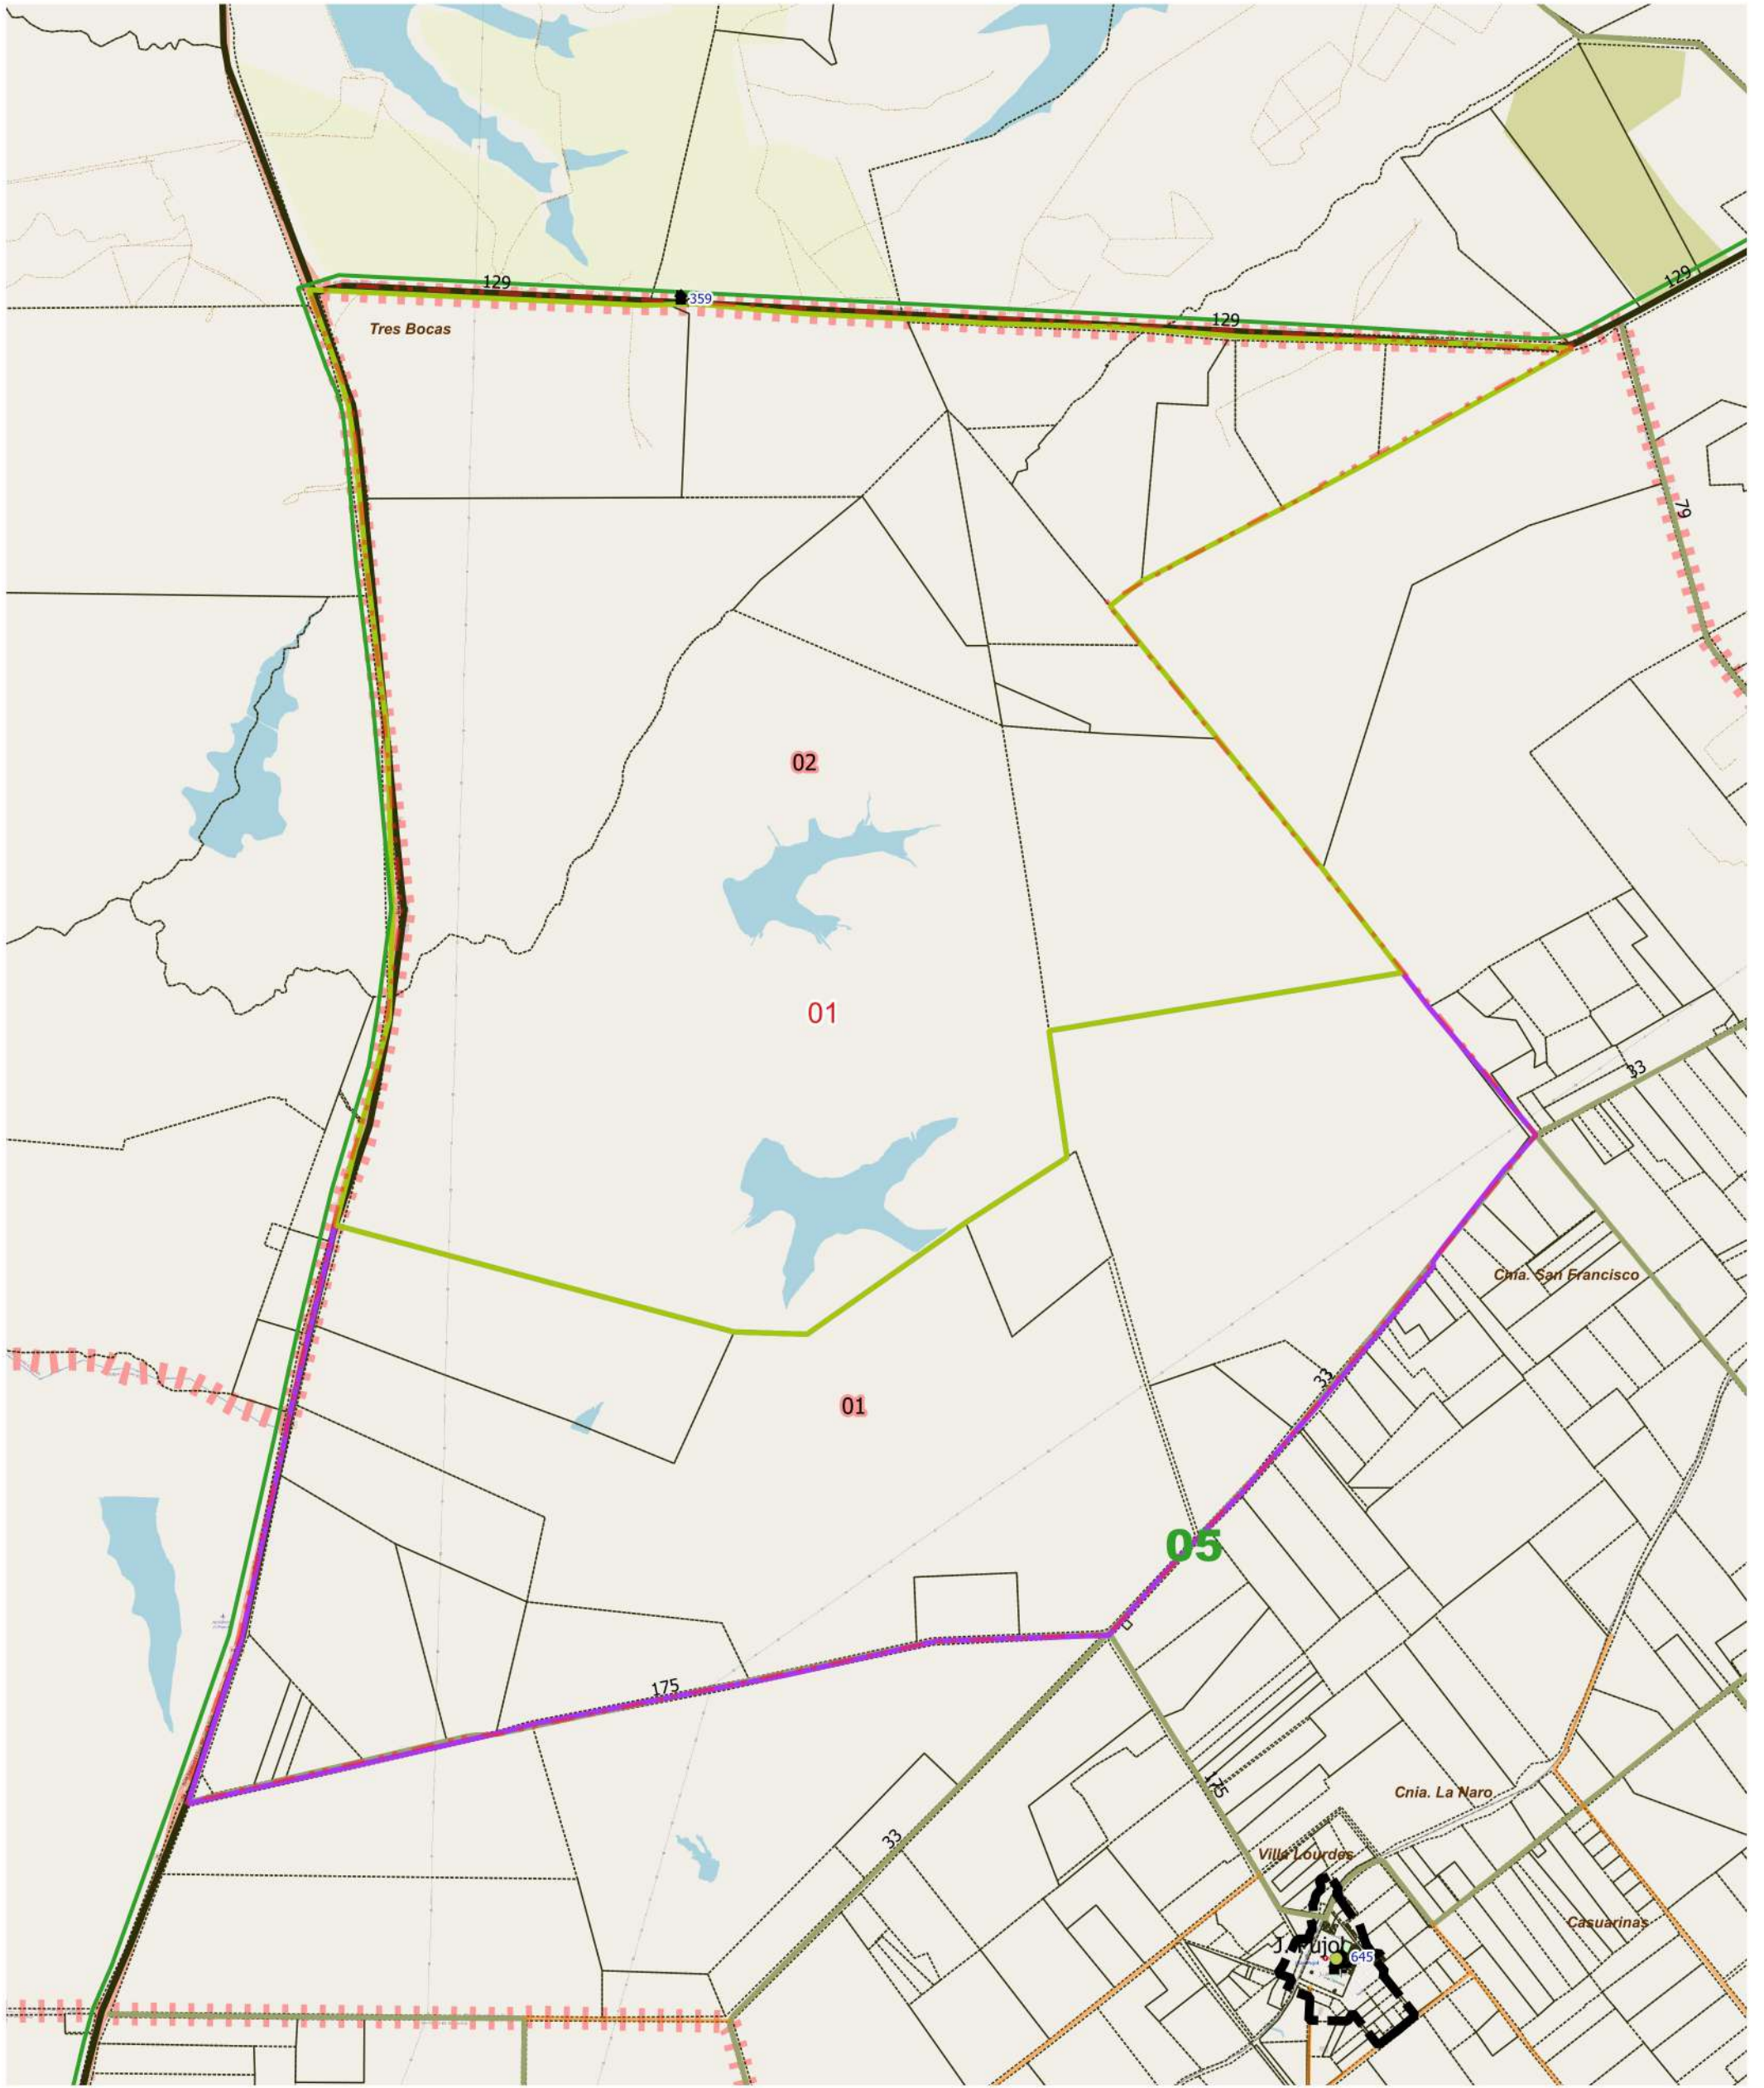 129
129
359
129
Tres Bocas
79
02
01
33
Cnia. San Francisco
33
01
05
175
175
Cnia. La Naro
33
Villa Lourdes
Casuarinas
J. Pujol
645